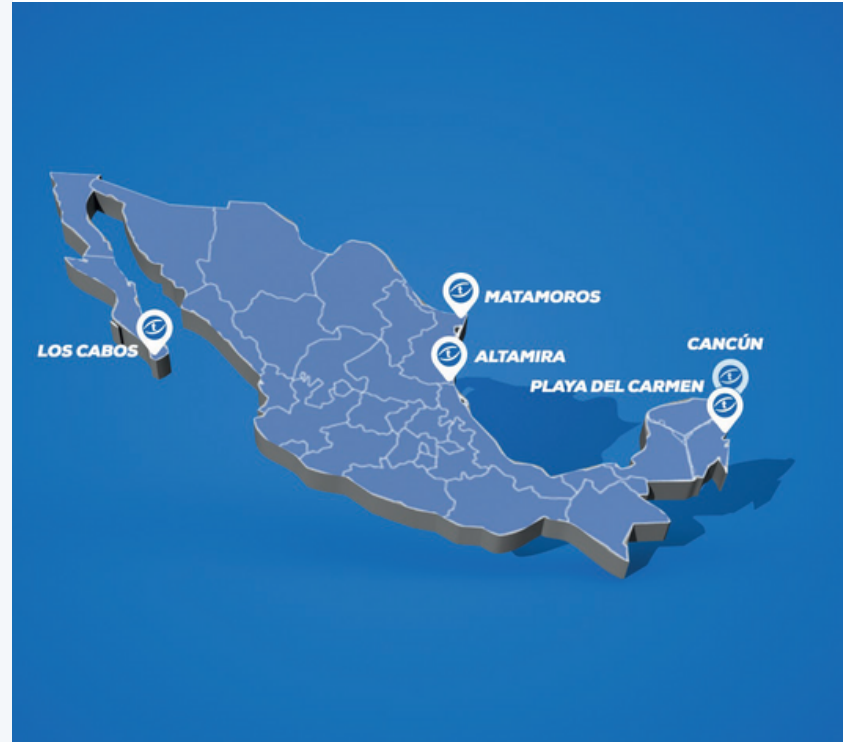 MATAMOROS
CANCÚN
LOS CABOS
ALTAMIRA
PLAYA DEL CARMEN